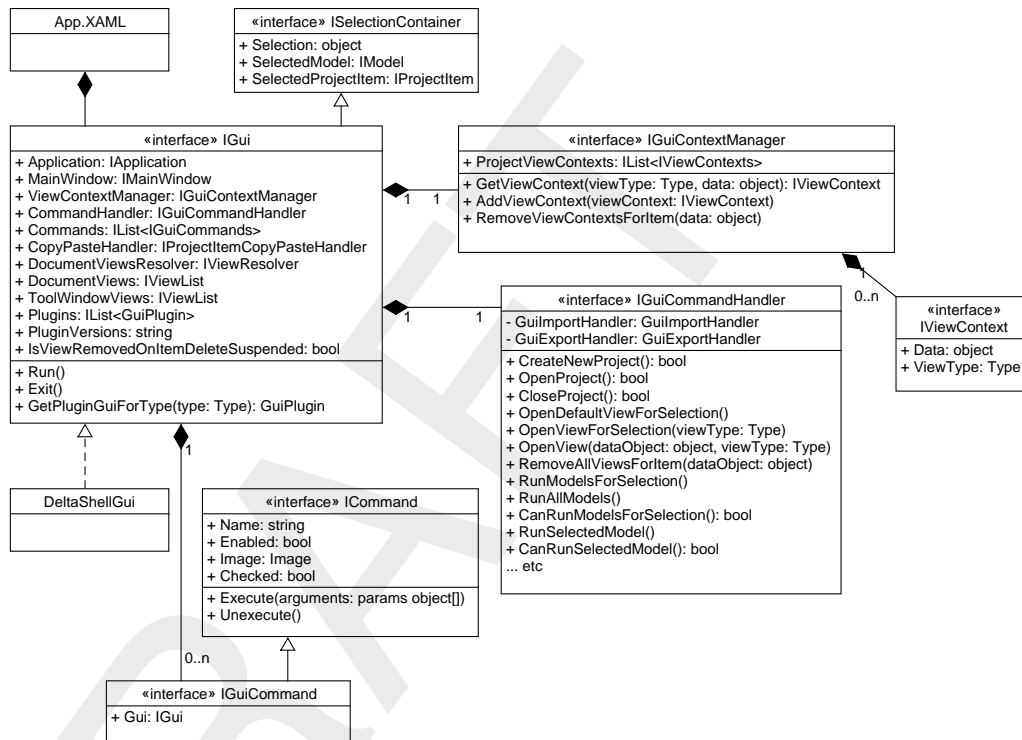 App.XAML
«interface» ISelectionContainer
+ Selection: object
+ SelectedModel: IModel
+ SelectedProjectItem: IProjectItem
«interface» IGui
+ Application: IApplication
+ MainWindow: IMainWindow
+ ViewContextManager: IGuiContextManager
+ CommandHandler: IGuiCommandHandler
+ Commands: IList<IGuiCommands>
+ CopyPasteHandler: IProjectItemCopyPasteHandler
+ DocumentViewsResolver: IViewResolver
+ DocumentViews: IViewList
+ ToolWindowViews: IViewList
+ Plugins: IList<GuiPlugin>
+ PluginVersions: string
+ IsViewRemovedOnItemDeleteSuspended: bool
+ Run()
+ Exit()
+ GetPluginGuiForType(type: Type): GuiPlugin
1 1
«interface» IGuiContextManager
+ ProjectViewContexts: IList<IViewContexts>
+ GetViewContext(viewType: Type, data: object): IViewContext
+ AddViewContext(viewContext: IViewContext)
+ RemoveViewContextsForItem(data: object)
1
0..n
«interface»
IViewContext
+ Data: object
+ ViewType: Type
1 1
«interface» IGuiCommandHandler
- GuiImportHandler: GuiImportHandler
- GuiExportHandler: GuiExportHandler
+ CreateNewProject(): bool
+ OpenProject(): bool
+ CloseProject(): bool
+ OpenDefaultViewForSelection()
+ OpenViewForSelection(viewType: Type)
+ OpenView(dataObject: object, viewType: Type)
+ RemoveAllViewsForItem(dataObject: object)
+ RunModelsForSelection()
+ RunAllModels()
+ CanRunModelsForSelection(): bool
+ RunSelectedModel()
+ CanRunSelectedModel(): bool
... etc
DeltaShellGui
1
«interface» ICommand
+ Name: string
+ Enabled: bool
+ Image: Image
+ Checked: bool
+ Execute(arguments: params object[])
+ Unexecute()
0..n
«interface» IGuiCommand
+ Gui: IGui